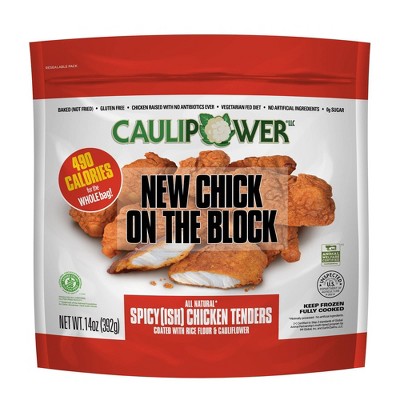 RESEALABLE PAK
BAKED (NOT FRIED) • GLUTEN FREE • CHICKEN RAISED WITH NO ANTIBIOTICS EVER • VEGETARIAN FED DIET • NO ARTIFICIAL INGREDIENTS • 0g SUGAR
CAULIPOWER
490
CALORIES
for the
WHOLE bag!
NEW CHICK
ON THE BLOCK
INSPECTED
U.S.
ALL NATURAL*
SPICY(ISH) CHICKEN TENDERS
COATED WITH RICE FLOUR & CAULIFLOWER
NET WT. 14oz (392g)
KEEP FROZEN
FULLY COOKED